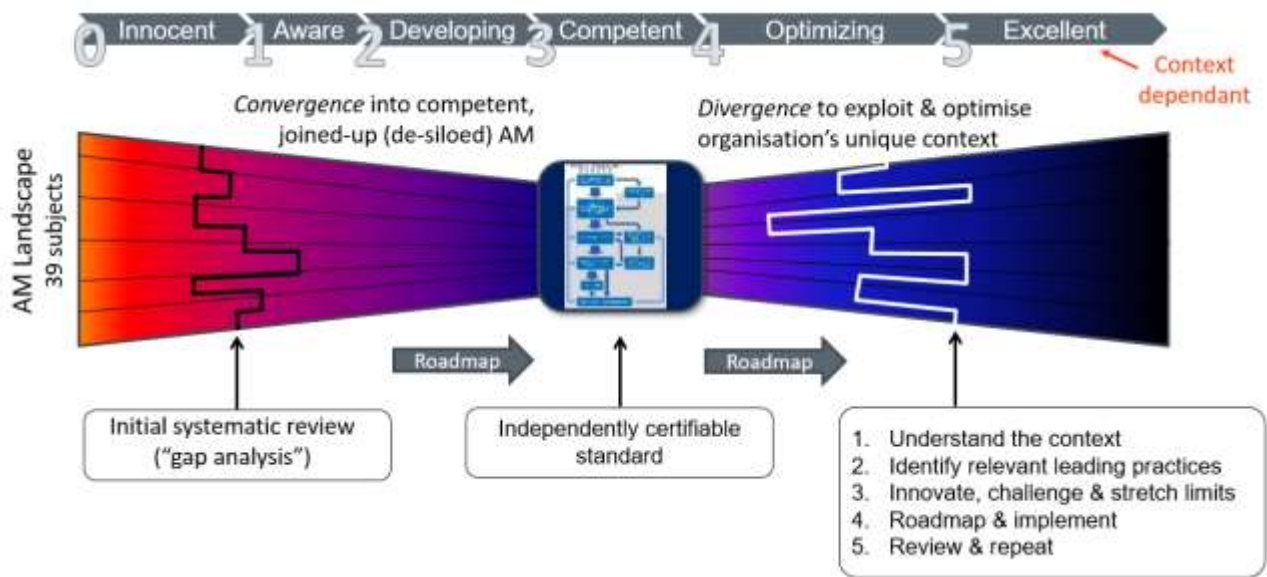 0 Innocent 1 Aware 2 Developing 3 Competent 4 Optimizing 5 Excellent
Context
dependant
Convergence into competent,
joined-up (de-siloed) AM
Divergence to exploit & optimise
organisation's unique context
AM Landscape
39 subjects
Roadmap
Roadmap
Initial systematic review
("gap analysis")
Independently certifiable
standard
1. Understand the context
2. Identify relevant leading practices
3. Innovate, challenge & stretch limits
4. Roadmap & implement
5. Review & repeat